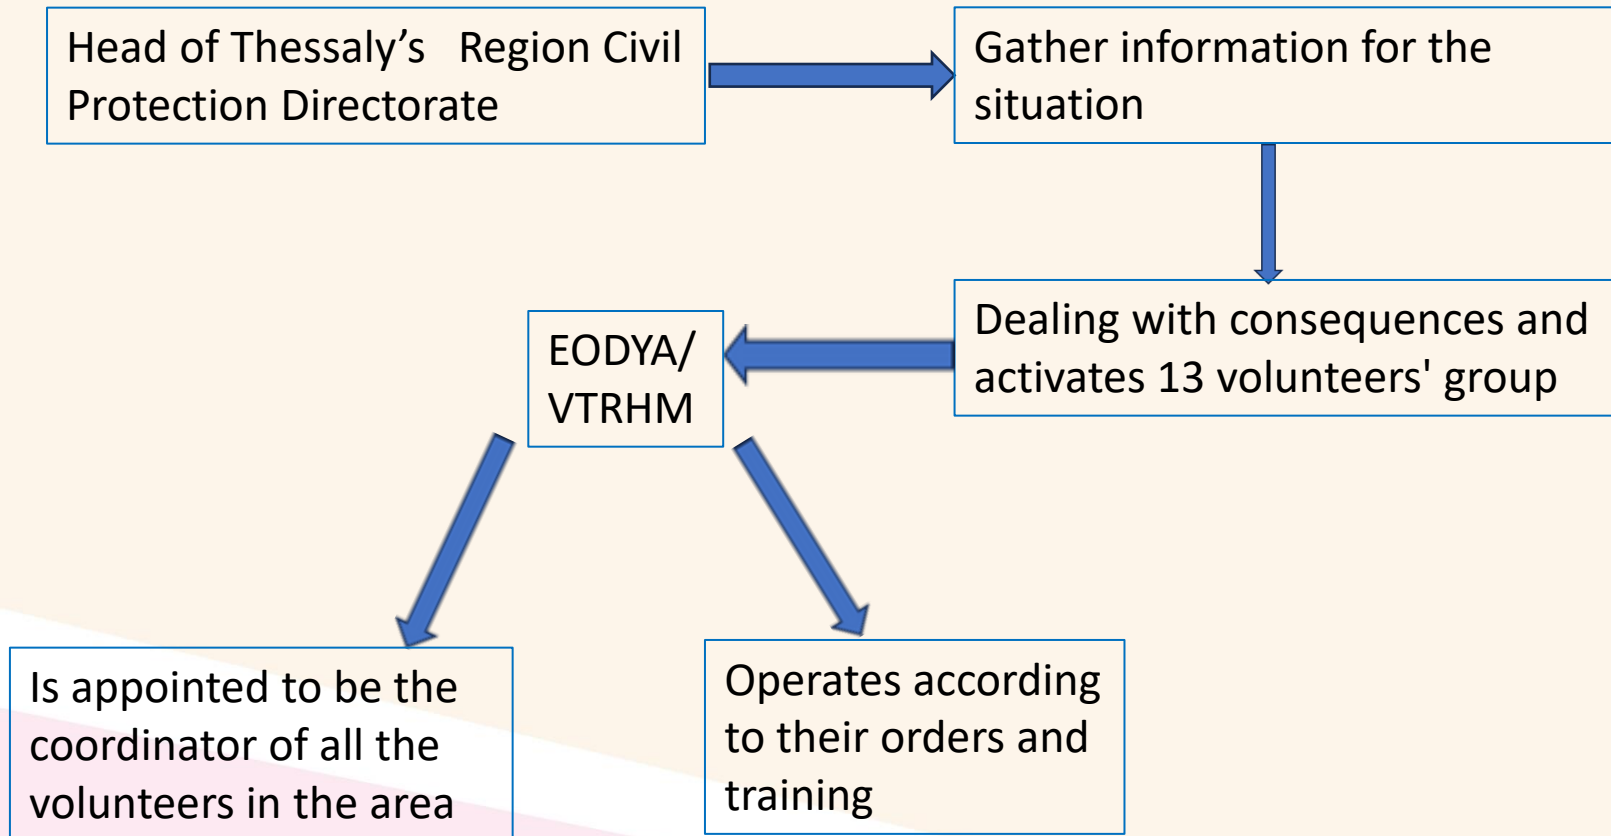 Head of Thessaly's Region Civil
Protection Directorate
Gather information for the
situation
Dealing with consequences and
activates 13 volunteers' group
EODYA/
VTRHM
Is appointed to be the
coordinator of all the
volunteers in the area
Operates according
to their orders and
training